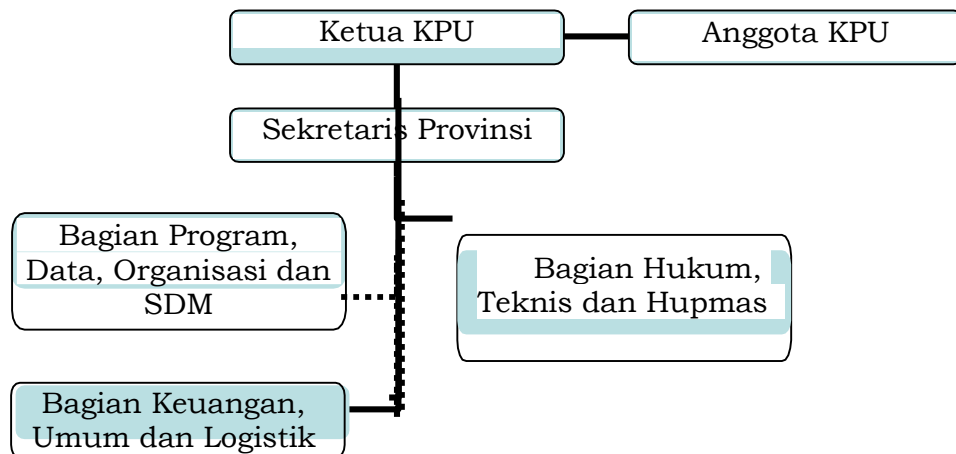 Ketua KPU
Anggota KPU
Sekretaris Provinsi
Bagian Program,
Data, Organisasi dan
SDM
Bagian Hukum,
Teknis dan Hupmas
Bagian Keuangan,
Umum dan Logistik